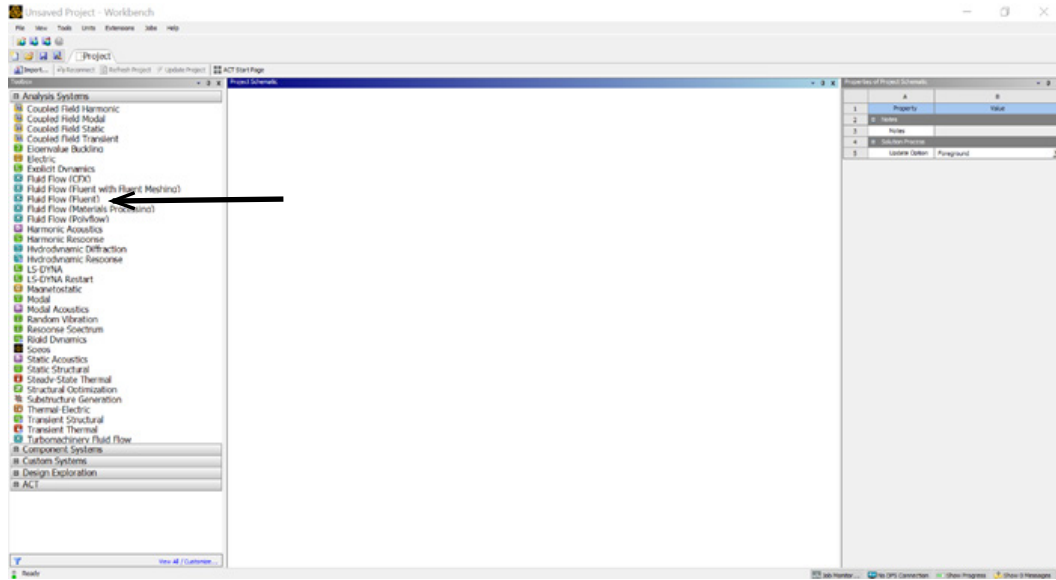 Unsaved Project - Workbench
File View Tools Units Extensions Jobs Help
Project
Import... Reconnect Refresh Project Update Project ACT Start Page
Toolbox
Project Schematic
Properties of Project Schematic
Analysis Systems
Coupled Field Harmonic
Coupled Field Modal
Coupled Field Static
Coupled Field Transient
Eigenvalue Buckling
Electric
Explicit Dynamics
Fluid Flow (CFX)
Fluid Flow (Fluent with Fluent Meshing)
Fluid Flow (Fluent)
Fluid Flow (Materials Processing)
Fluid Flow (Polyflow)
Harmonic Acoustics
Harmonic Response
Hydrodynamic Diffraction
Hydrodynamic Response
LS-DYNA
LS-DYNA Restart
Magnetostatic
Modal
Modal Acoustics
Random Vibration
Response Spectrum
Rigid Dynamics
Speos
Static Acoustics
Static Structural
Steady-State Thermal
Structural Optimization
Substructure Generation
Thermal-Electric
Transient Structural
Transient Thermal
Turbomachinery Fluid Flow
Component Systems
Custom Systems
Design Exploration
ACT
View All / Customize...
A B
1 Property Value
2 Notes
3 Notes
4 Solution Process
5 Update Option Foreground
Ready
Job Monitor... No DPS Connection Show Progress Show 0 Messages